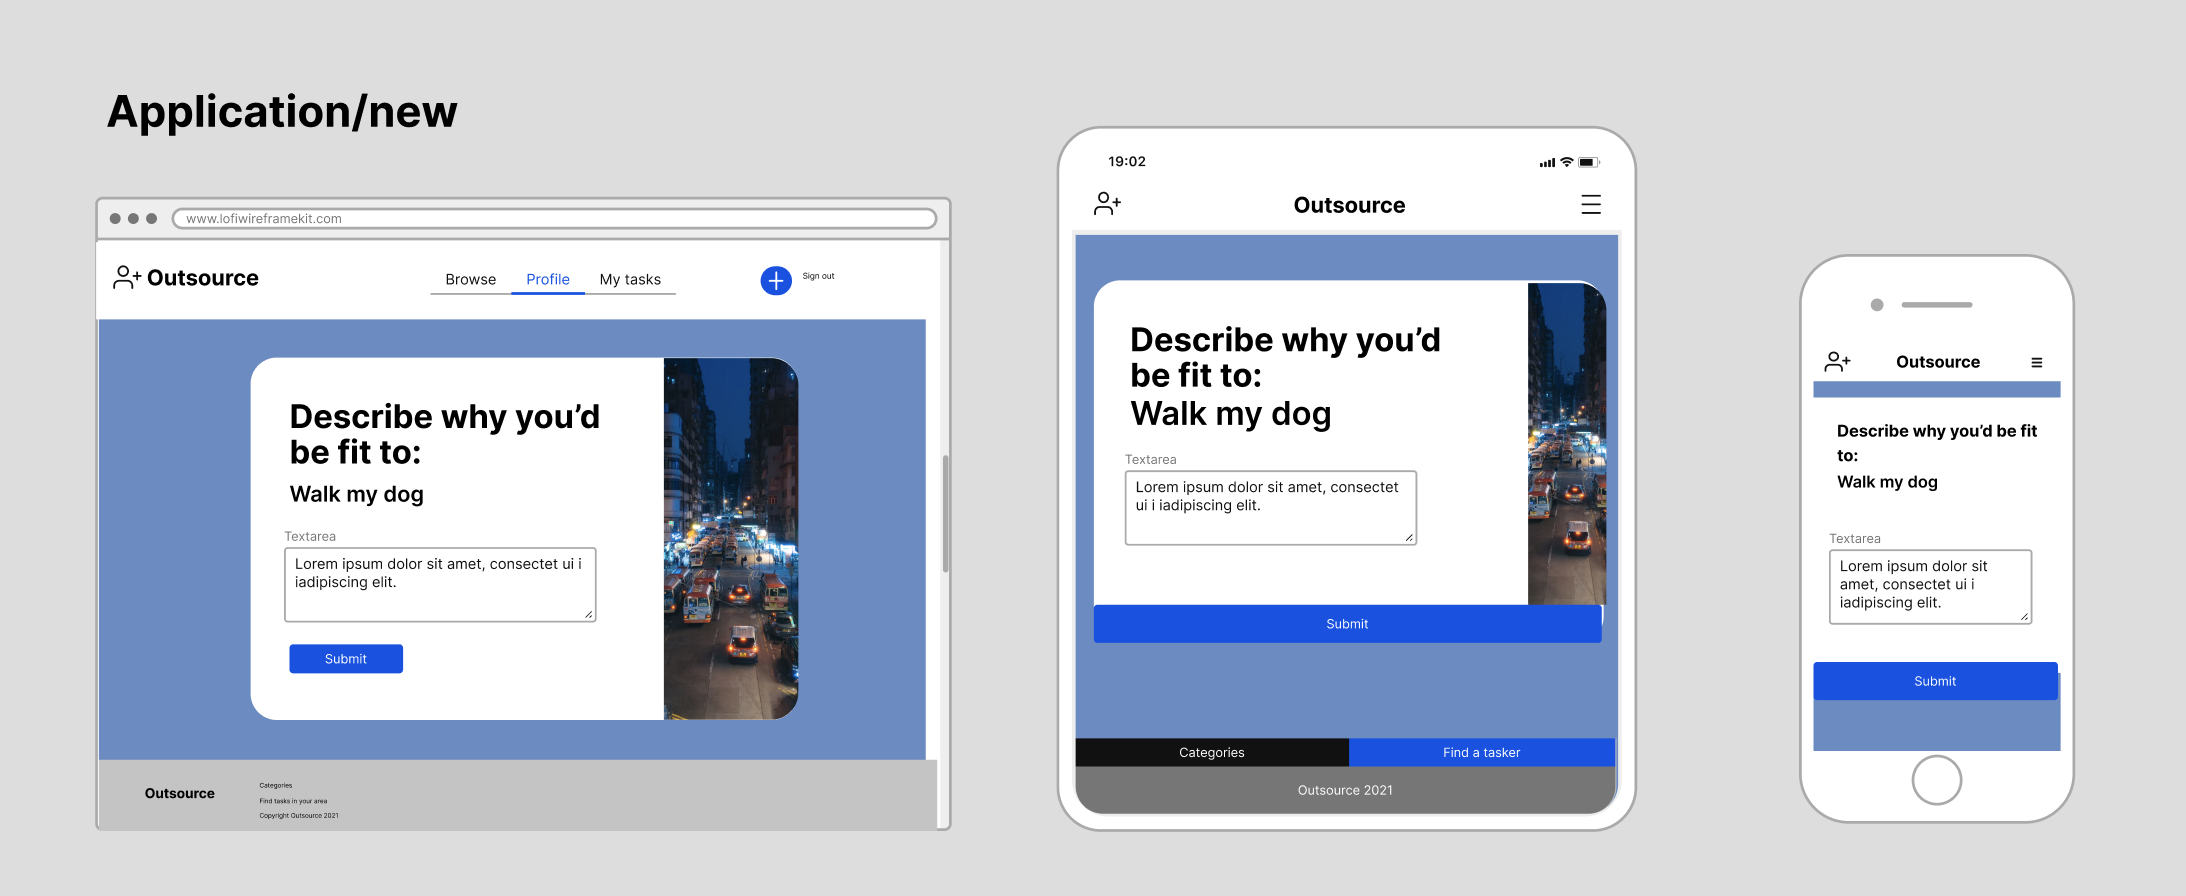 Application/new
www.lofiwireframekit.com
Outsource
Browse
Profile
My tasks
Sign out
Describe why you’d
be fit to:
Walk my dog
Textarea
Lorem ipsum dolor sit amet, consectet ui i
iadipiscing elit.
Submit
Outsource
Categories
Find tasks in your area
Copyright Outsource 2021
19:02
Outsource
Describe why you’d
be fit to:
Walk my dog
Textarea
Lorem ipsum dolor sit amet, consectet
ui i iadipiscing elit.
Submit
Categories
Find a tasker
Outsource 2021
Outsource
Describe why you’d be fit
to:
Walk my dog
Textarea
Lorem ipsum dolor sit
amet, consectet ui i
iadipiscing elit.
Submit